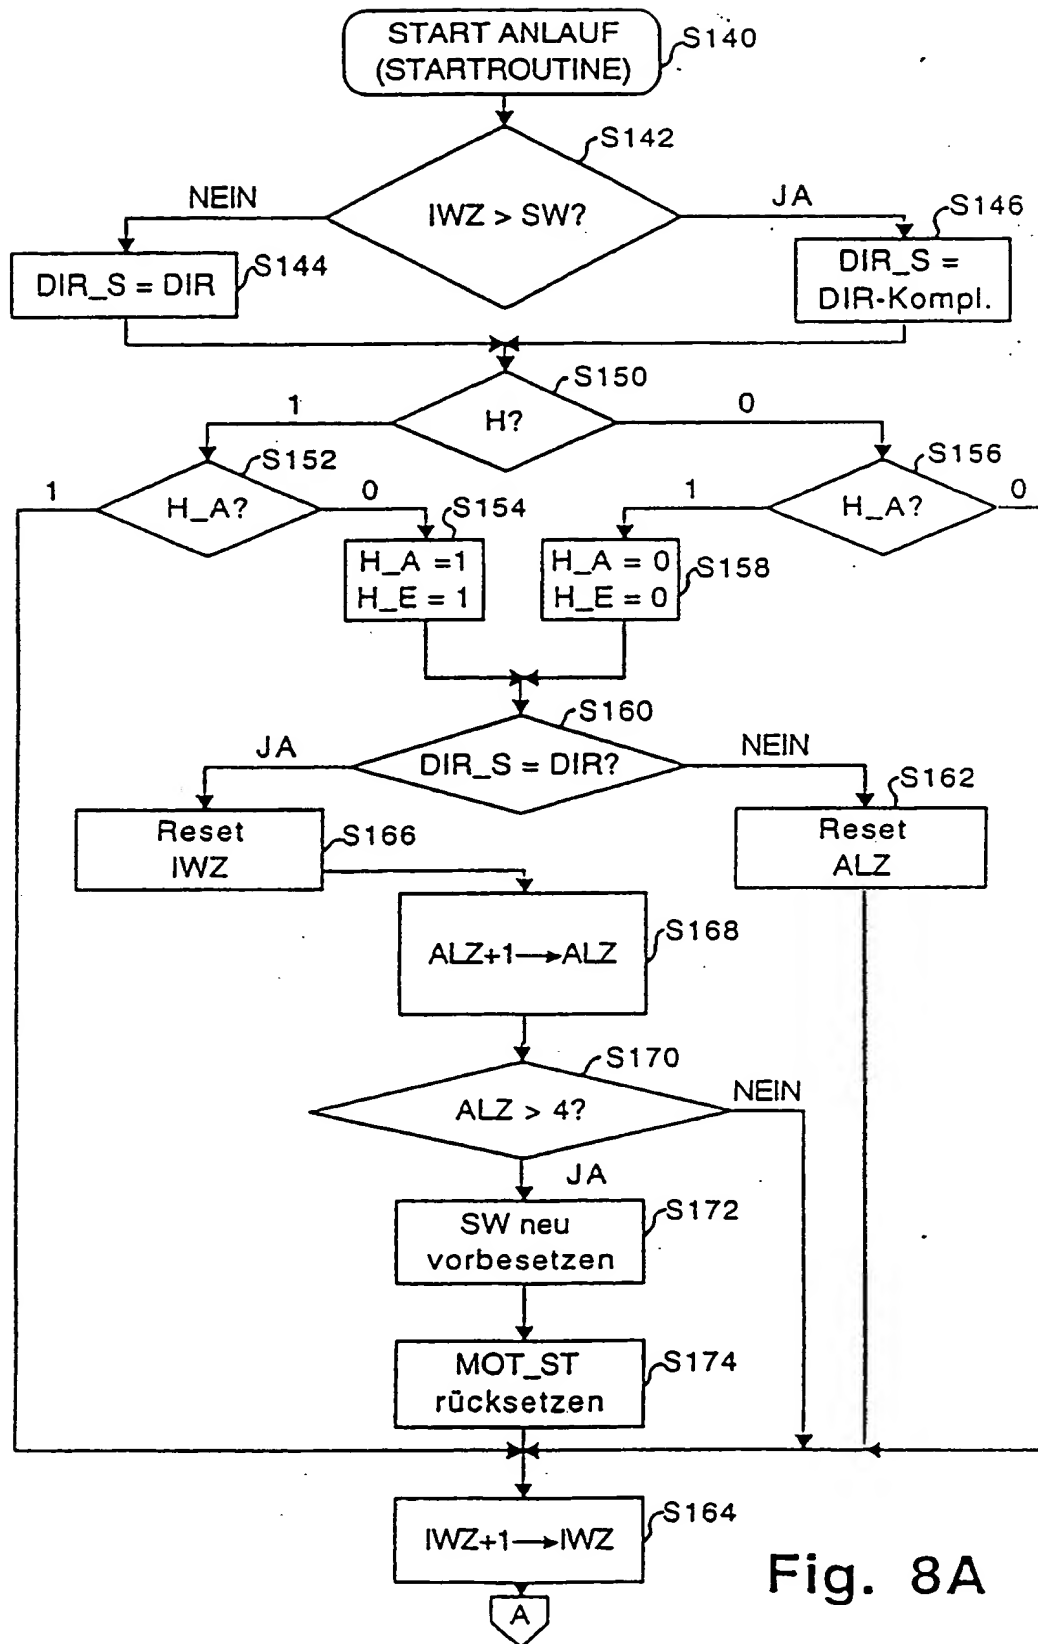 START ANLAUF
(STARTROUTINE)
S140
S142
IWZ > SW?
NEIN
JA
S144
DIR_S = DIR
S146
DIR_S =
DIR-Kompl.
S150
H?
1
0
S152
H_A?
1
0
S154
H_A =1
H_E = 1
S156
H_A?
1
0
S158
H_A = 0
H_E = 0
S160
DIR_S = DIR?
JA
NEIN
S162
Reset
ALZ
S166
Reset
IWZ
S168
ALZ+1→ALZ
S170
ALZ > 4?
NEIN
JA
S172
SW neu
vorbesetzen
S174
MOT_ST
rücksetzen
S164
IWZ+1→IWZ
A
Fig. 8A